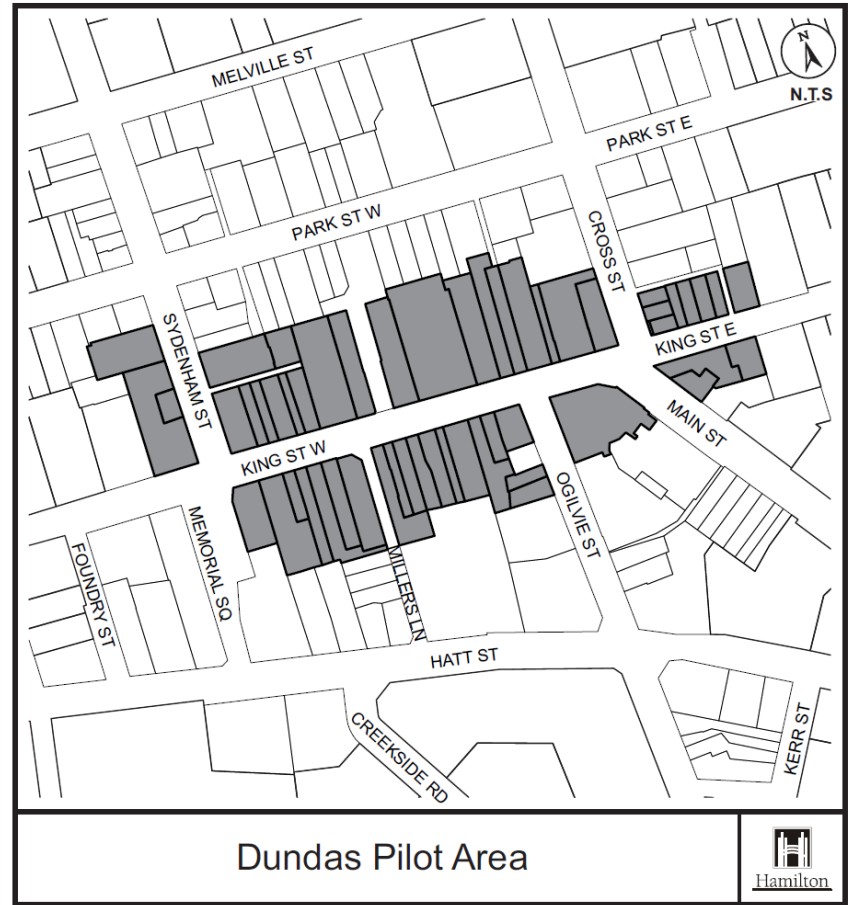 MELVILLE ST
N
N.T.S
PARK ST E
PARK ST W
CROSS ST
SYDENHAM ST
KING ST E
MAIN ST
KING ST W
OGILVIE ST
MEMORIAL SQ
FOUNDRY ST
MILLERS LN
HATT ST
CREEKSIDE RD
KERR ST
Dundas Pilot Area
Hamilton